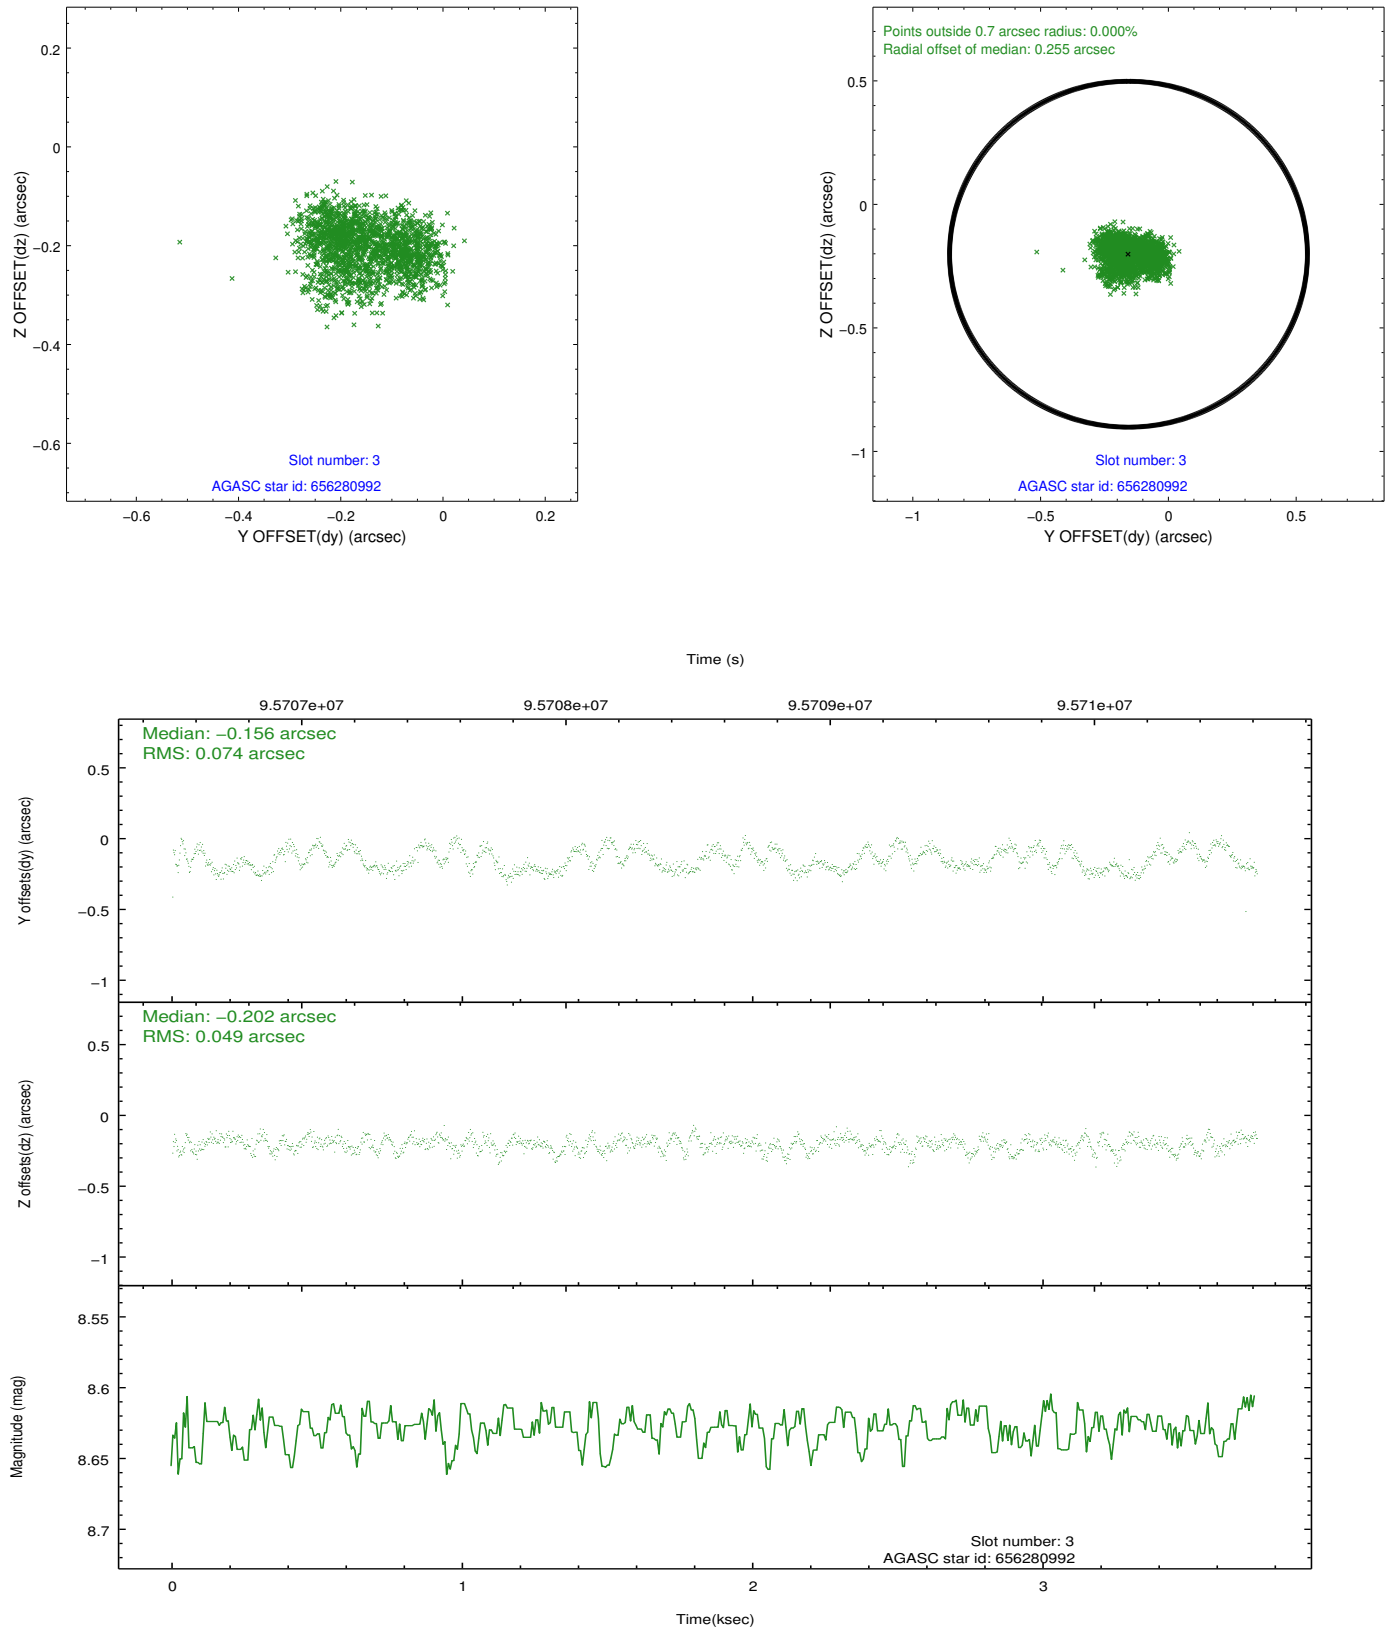 0.2
0
−0.2
−0.4
−0.6
Z OFFSET(dz) (arcsec)
Slot number: 3
AGASC star id: 656280992
−0.6 −0.4 −0.2 0 0.2
Y OFFSET(dy) (arcsec)
Points outside 0.7 arcsec radius: 0.000%
Radial offset of median: 0.255 arcsec
0.5
0
−0.5
−1
Z OFFSET(dz) (arcsec)
Slot number: 3
AGASC star id: 656280992
−1 −0.5 0 0.5
Y OFFSET(dy) (arcsec)
Time (s)
9.5707e+07 9.5708e+07 9.5709e+07 9.571e+07
Median: −0.156 arcsec
RMS: 0.074 arcsec
0.5
0
−0.5
−1
Y offsets(dy) (arcsec)
Median: −0.202 arcsec
RMS: 0.049 arcsec
0.5
0
−0.5
−1
Z offsets(dz) (arcsec)
8.55
8.6
8.65
8.7
Magnitude (mag)
Slot number: 3
AGASC star id: 656280992
0 1 2 3
Time(ksec)